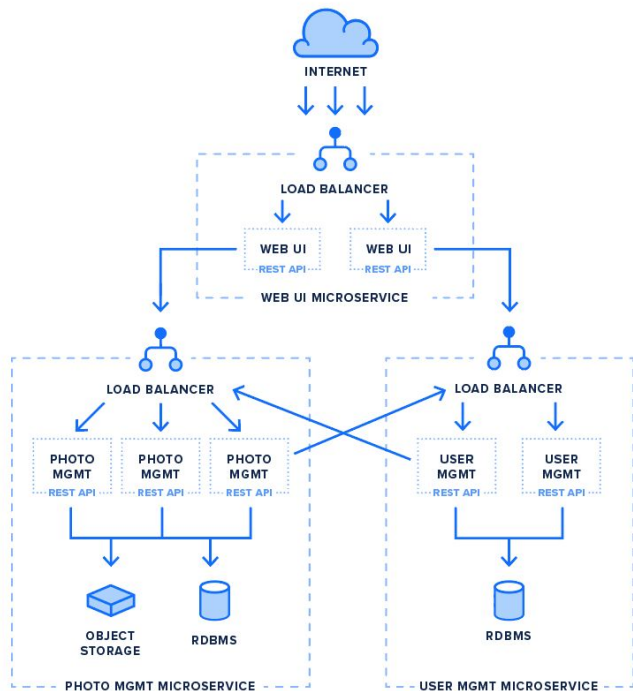 INTERNET
LOAD BALANCER
WEB UI
REST API
WEB UI
REST API
WEB UI MICROSERVICE
LOAD BALANCER
PHOTO
MGMT
REST API
PHOTO
MGMT
REST API
PHOTO
MGMT
REST API
OBJECT
STORAGE
RDBMS
PHOTO MGMT MICROSERVICE
LOAD BALANCER
USER
MGMT
REST API
USER
MGMT
REST API
RDBMS
USER MGMT MICROSERVICE